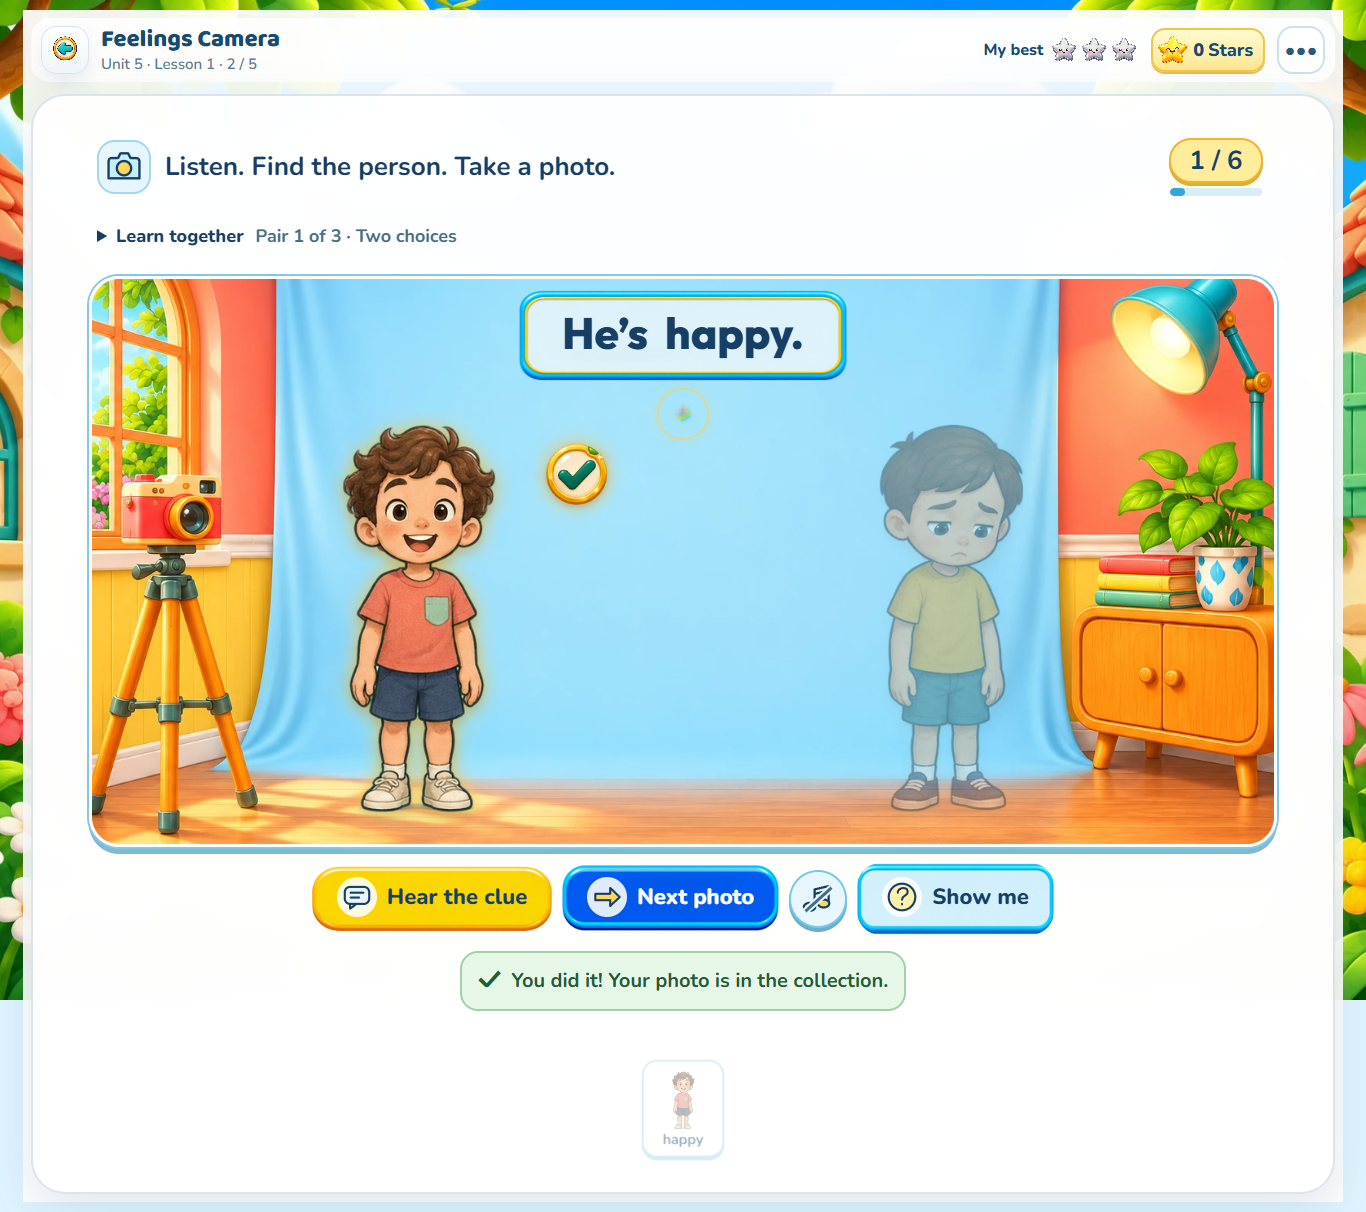 Feelings Camera
Unit 5 · Lesson 1 · 2 / 5
My best
0 Stars
Listen. Find the person. Take a photo.
1 / 6
Learn together Pair 1 of 3 · Two choices
He’s happy.
Hear the clue
Next photo
Show me
You did it! Your photo is in the collection.
happy